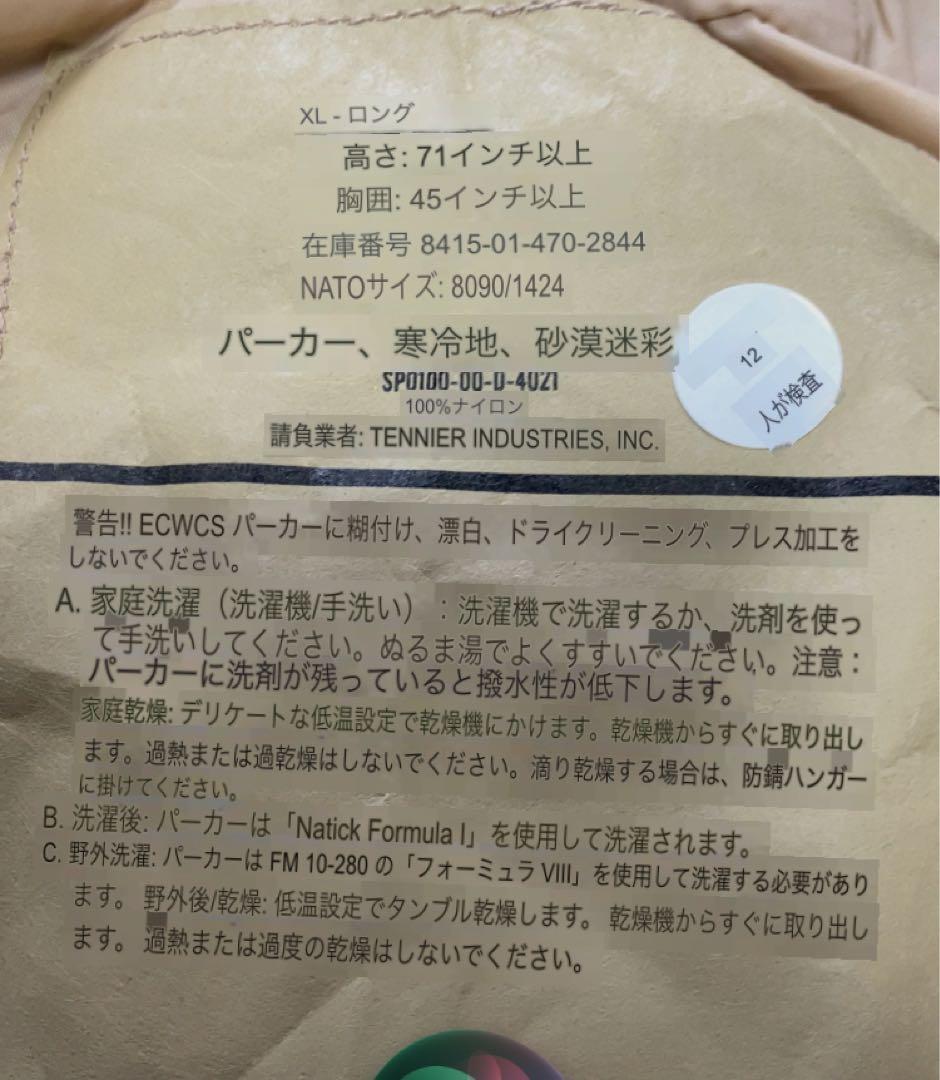 XL - ロング
高さ: 71インチ以上
胸囲: 45インチ以上
在庫番号 8415-01-470-2844
NATOサイズ: 8090/1424
パーカー、寒冷地、砂漠迷彩
12
人が検査
SP0100-00-D-4021
100%ナイロン
請負業者: TENNIER INDUSTRIES, INC.
警告!! ECWCS パーカーに糊付け、漂白、ドライクリーニング、プレス加工を
しないでください。
A. 家庭洗濯（洗濯機/手洗い）：洗濯機で洗濯するか、洗剤を使っ
て手洗いしてください。ぬるま湯でよくすすいでください。注意：
パーカーに洗剤が残っていると撥水性が低下します。
家庭乾燥: デリケートな低温設定で乾燥機にかけます。乾燥機からすぐに取り出し
ます。過熱または過乾燥はしないでください。滴り乾燥する場合は、防錆ハンガー
に掛けてください。
B. 洗濯後: パーカーは「Natick Formula I」を使用して洗濯されます。
C. 野外洗濯: パーカーは FM 10-280 の「フォーミュラ VIII」を使用して洗濯する必要があり
ます。 野外後/乾燥: 低温設定でタンブル乾燥します。 乾燥機からすぐに取り出し
ます。 過熱または過度の乾燥はしないでください。